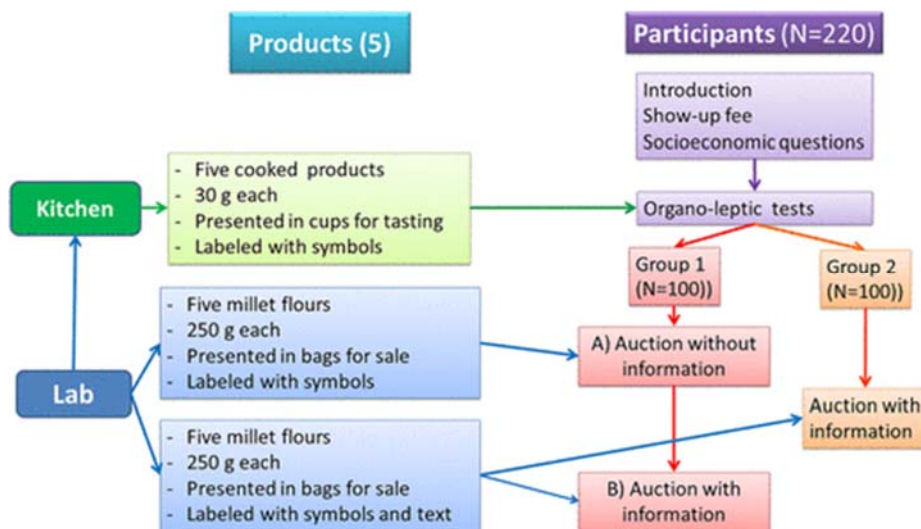 Products (5)
Participants (N=220)
Introduction
Show-up fee
Socioeconomic questions
Kitchen
- Five cooked products
- 30 g each
- Presented in cups for tasting
- Labeled with symbols
Organo-leptic tests
Group 1
(N=100))
Group 2
(N=100))
Lab
- Five millet flours
- 250 g each
- Presented in bags for sale
- Labeled with symbols
A) Auction without
information
- Five millet flours
- 250 g each
- Presented in bags for sale
- Labeled with symbols and text
Auction with
information
B) Auction with
information